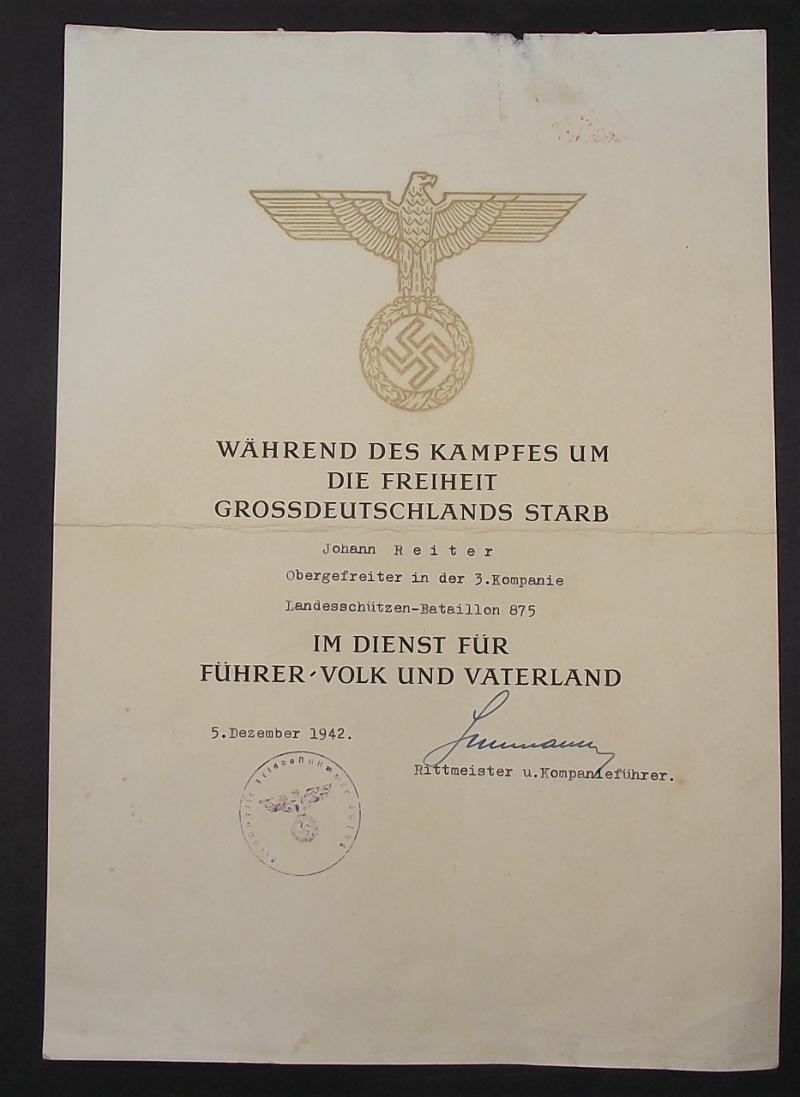 WÄHREND DES KAMPFES UM
DIE FREIHEIT
GROSSDEUTSCHLANDS STARB
Johann Reiter
Obergefreiter in der 3.Kompanie
Landesschützen-Bataillon 875
IM DIENST FÜR
FÜHRER-VOLK UND VATERLAND
5.Dezember 1942.
Rittmeister u.Kompanieführer.
Feldpostnummer